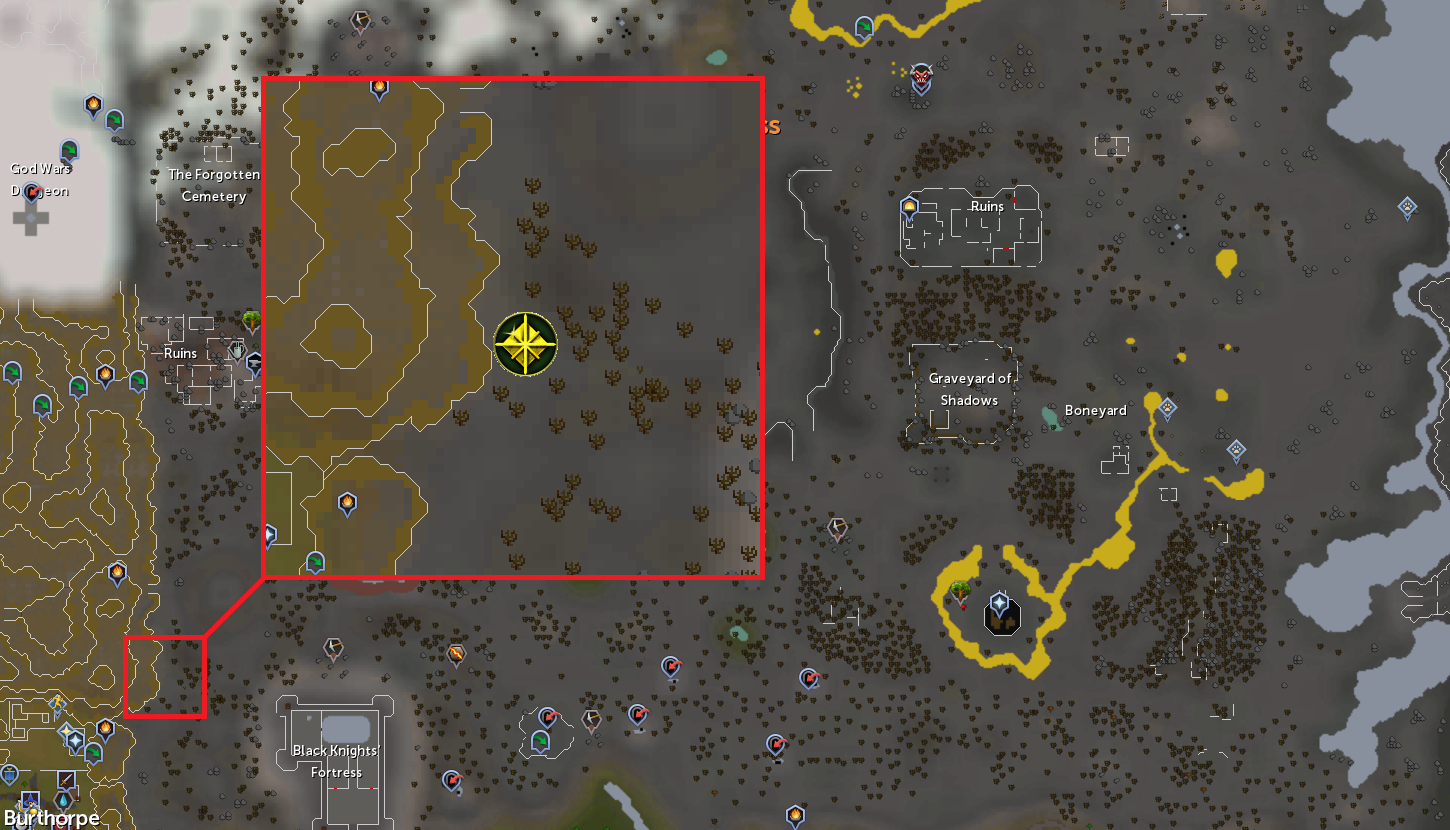 God Wars
Dungeon
The Forgotten
Cemetery
Ruins
Ruins
Graveyard of
Shadows
Boneyard
Black Knights'
Fortress
Burthorpe